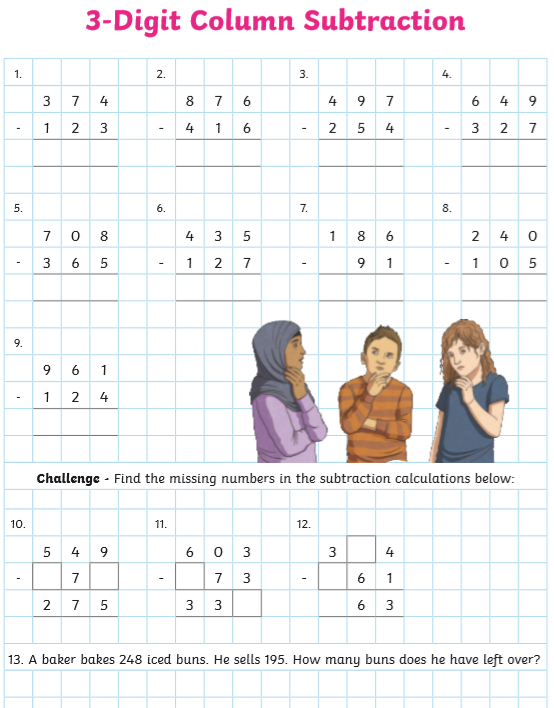 3-Digit Column Subtraction
1. 2. 3. 4.
3 7 4 8 7 6 4 9 7 6 4 9
- 1 2 3 - 4 1 6 - 2 5 4 - 3 2 7
5. 6. 7. 8.
7 0 8 4 3 5 1 8 6 2 4 0
- 3 6 5 - 1 2 7 - 9 1 - 1 0 5
9.
9 6 1
- 1 2 4
Challenge - Find the missing numbers in the subtraction calculations below:
10. 11. 12.
5 4 9 6 0 3 3 4
- 7 - 7 3 - 6 1
2 7 5 3 3 6 3
13. A baker bakes 248 iced buns. He sells 195. How many buns does he have left over?